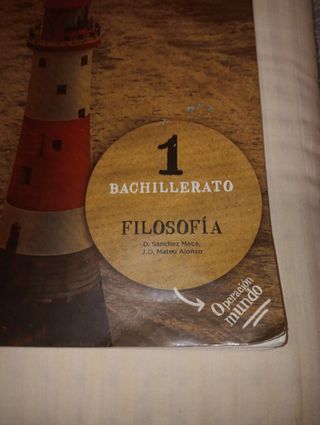 1
BACHILLERATO
FILOSOFÍA
D. Sánchez Meca,
J.D. Mateu Alonso
Operación
mundo